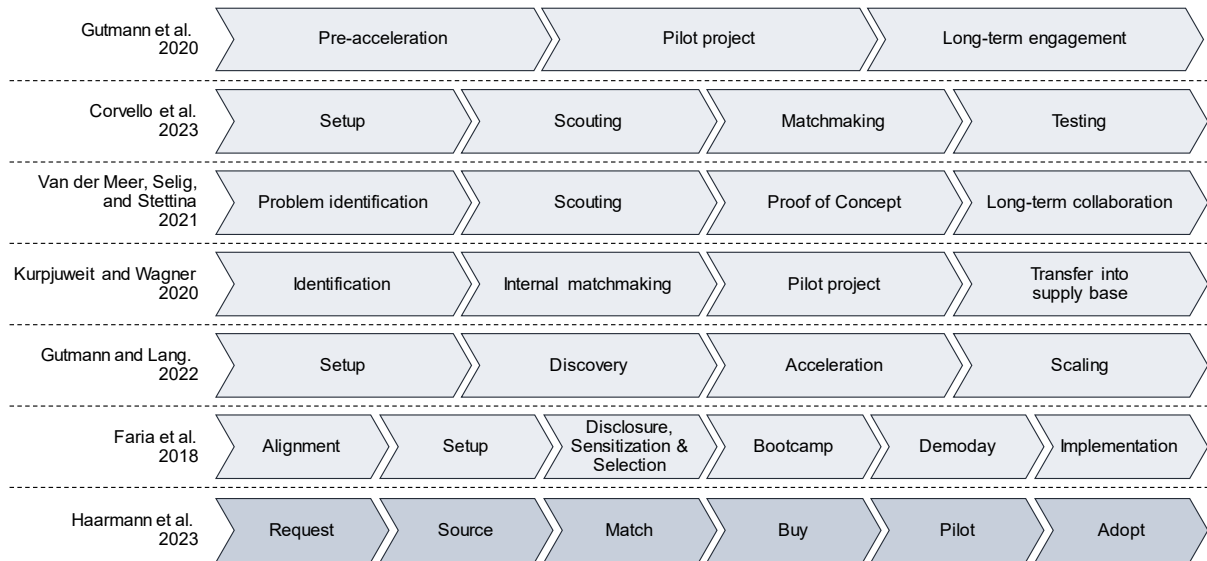 Gutmann et al.
2020
Pre-acceleration
Pilot project
Long-term engagement
Corvello et al.
2023
Setup
Scouting
Matchmaking
Testing
Van der Meer, Selig,
and Stettina
2021
Problem identification
Scouting
Proof of Concept
Long-term collaboration
Kurpjuweit and Wagner
2020
Identification
Internal matchmaking
Pilot project
Transfer into
supply base
Gutmann and Lang.
2022
Setup
Discovery
Acceleration
Scaling
Faria et al.
2018
Alignment
Setup
Disclosure,
Sensitization &
Selection
Bootcamp
Demoday
Implementation
Haarmann et al.
2023
Request
Source
Match
Buy
Pilot
Adopt